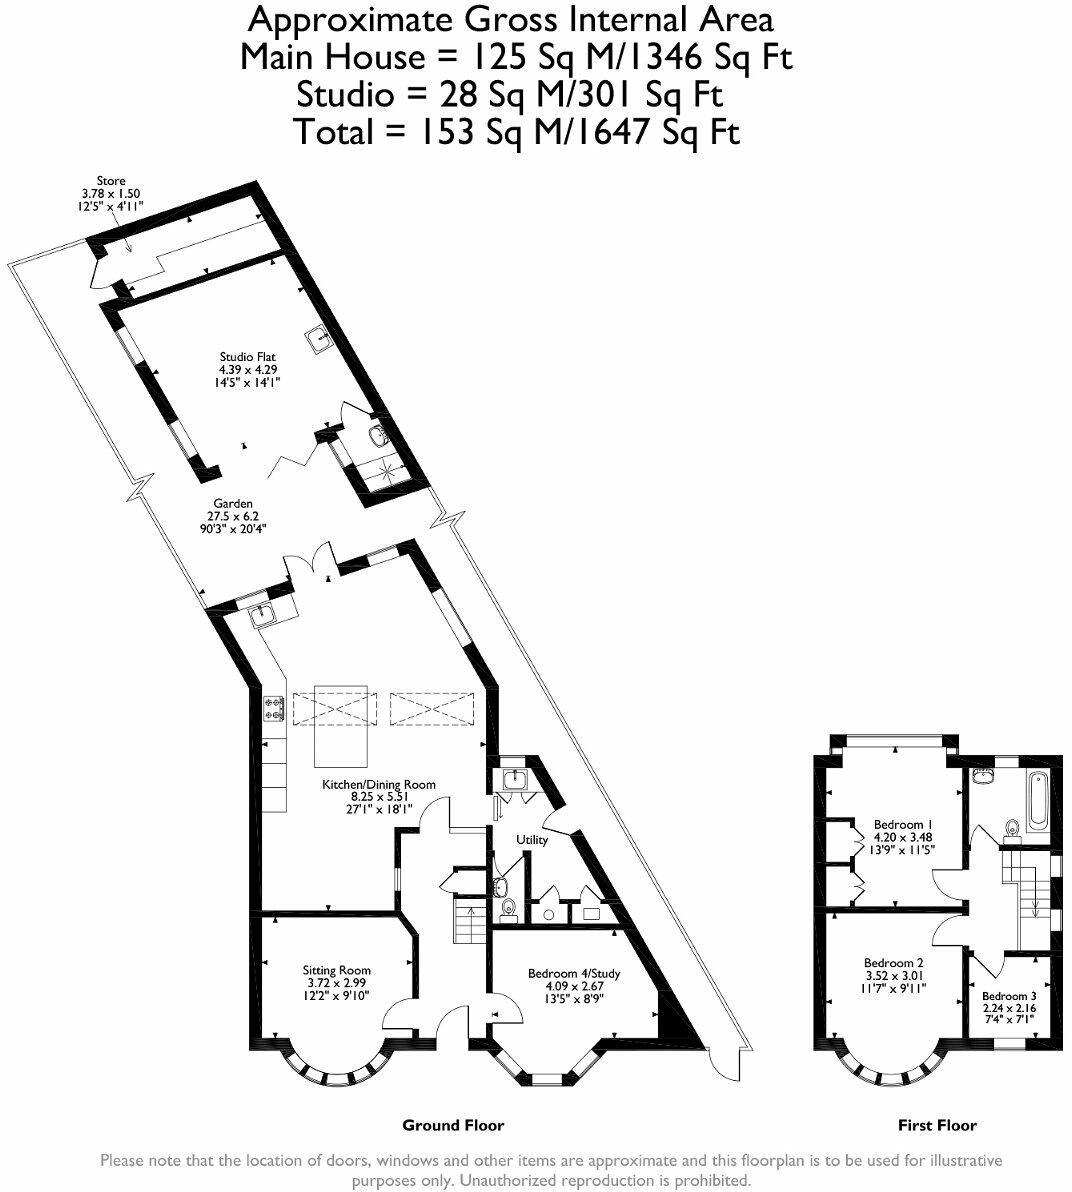 Approximate Gross Internal Area
Main House = 125 Sq M/1346 Sq Ft
Studio = 28 Sq M/301 Sq Ft
Total = 153 Sq M/1647 Sq Ft
Store
3.78 x 1.50
12'5" x 4'11"
Studio Flat
4.39 x 4.29
14'5" x 14'1"
Garden
27.5 x 6.2
90'3" x 20'4"
Kitchen/Dining Room
8.25 x 5.51
27'1" x 18'1"
Utility
Sitting Room
3.72 x 2.99
12'2" x 9'10"
Bedroom 4/Study
4.09 x 2.67
13'5" x 8'9"
Bedroom 1
4.20 x 3.48
13'9" x 11'5"
Bedroom 2
3.52 x 3.01
11'7" x 9'11"
Bedroom 3
2.24 x 2.16
7'4" x 7'1"
Ground Floor
First Floor
Please note that the location of doors, windows and other items are approximate and this floorplan is to be used for illustrative
purposes only. Unauthorized reproduction is prohibited.